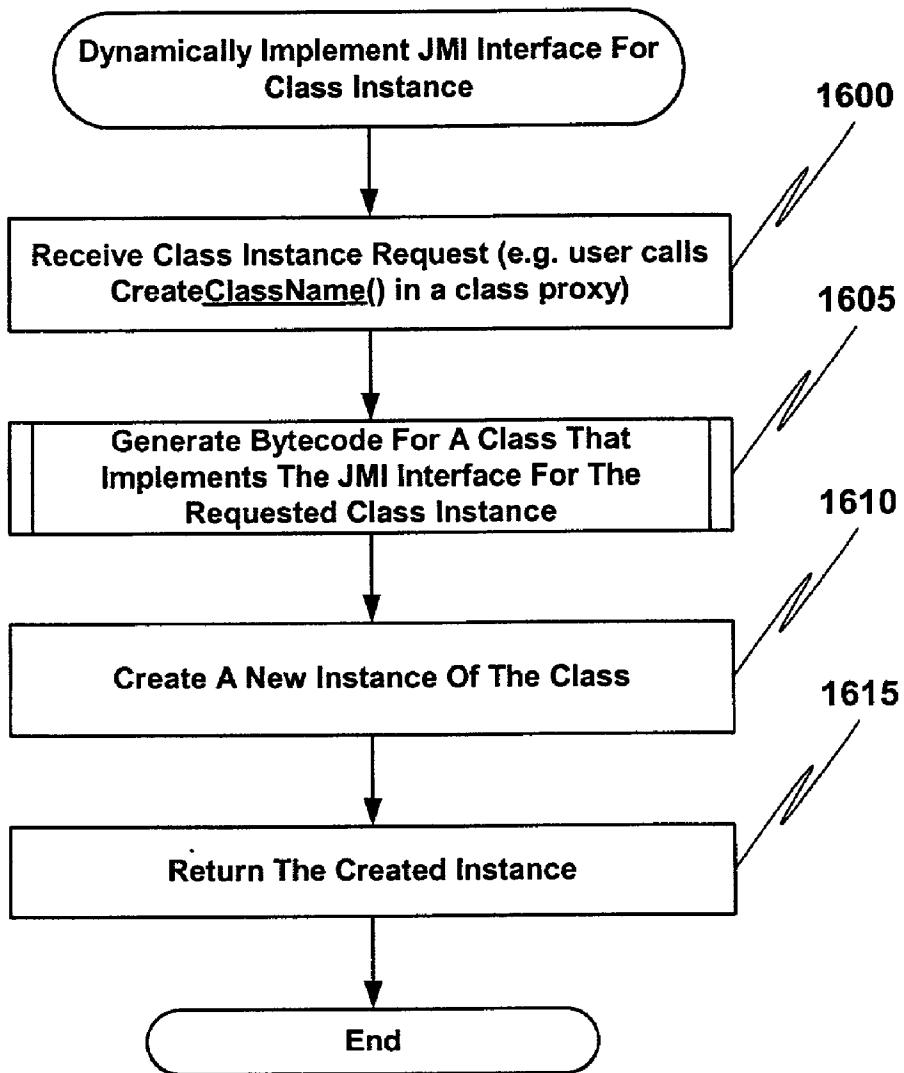 Dynamically Implement JMI Interface For
Class Instance
1600
Receive Class Instance Request (e.g. user calls
CreateClassName() in a class proxy)
1605
Generate Bytecode For A Class That
Implements The JMI Interface For The
Requested Class Instance
1610
Create A New Instance Of The Class
1615
Return The Created Instance
End